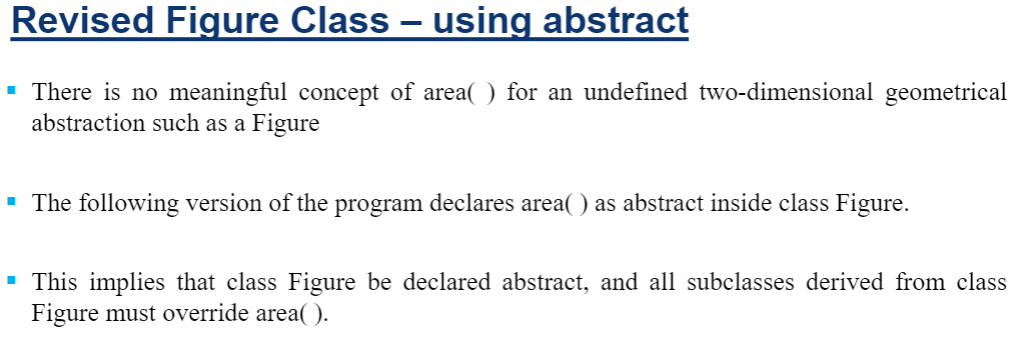 Revised Figure Class – using abstract
▪ There is no meaningful concept of area( ) for an undefined two-dimensional geometrical
abstraction such as a Figure
▪ The following version of the program declares area( ) as abstract inside class Figure.
▪ This implies that class Figure be declared abstract, and all subclasses derived from class
Figure must override area( ).